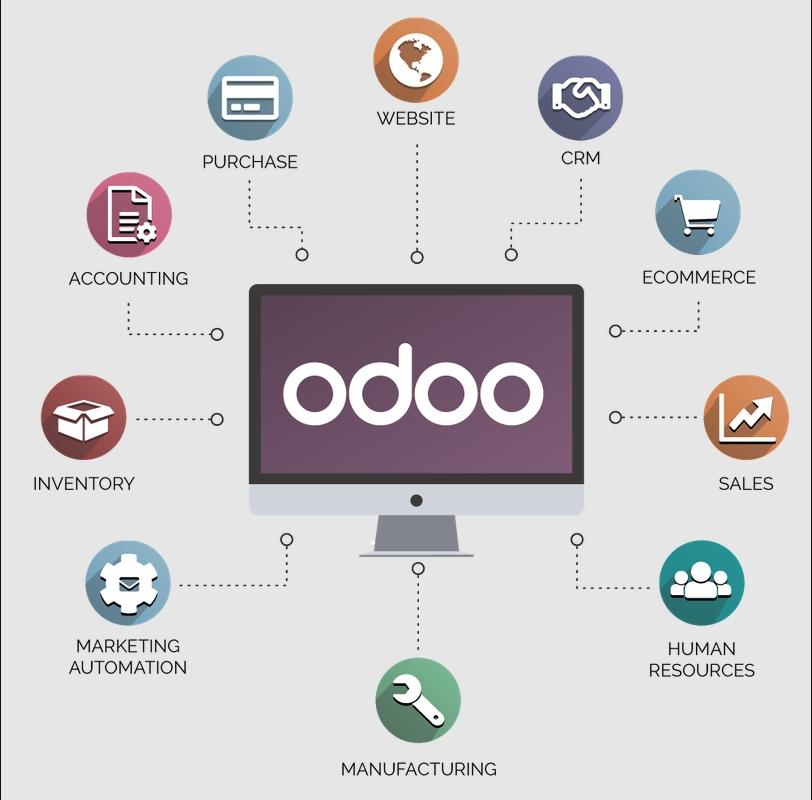 WEBSITE
PURCHASE
CRM
ACCOUNTING
ECOMMERCE
odoo
INVENTORY
SALES
MARKETING
AUTOMATION
HUMAN
RESOURCES
MANUFACTURING